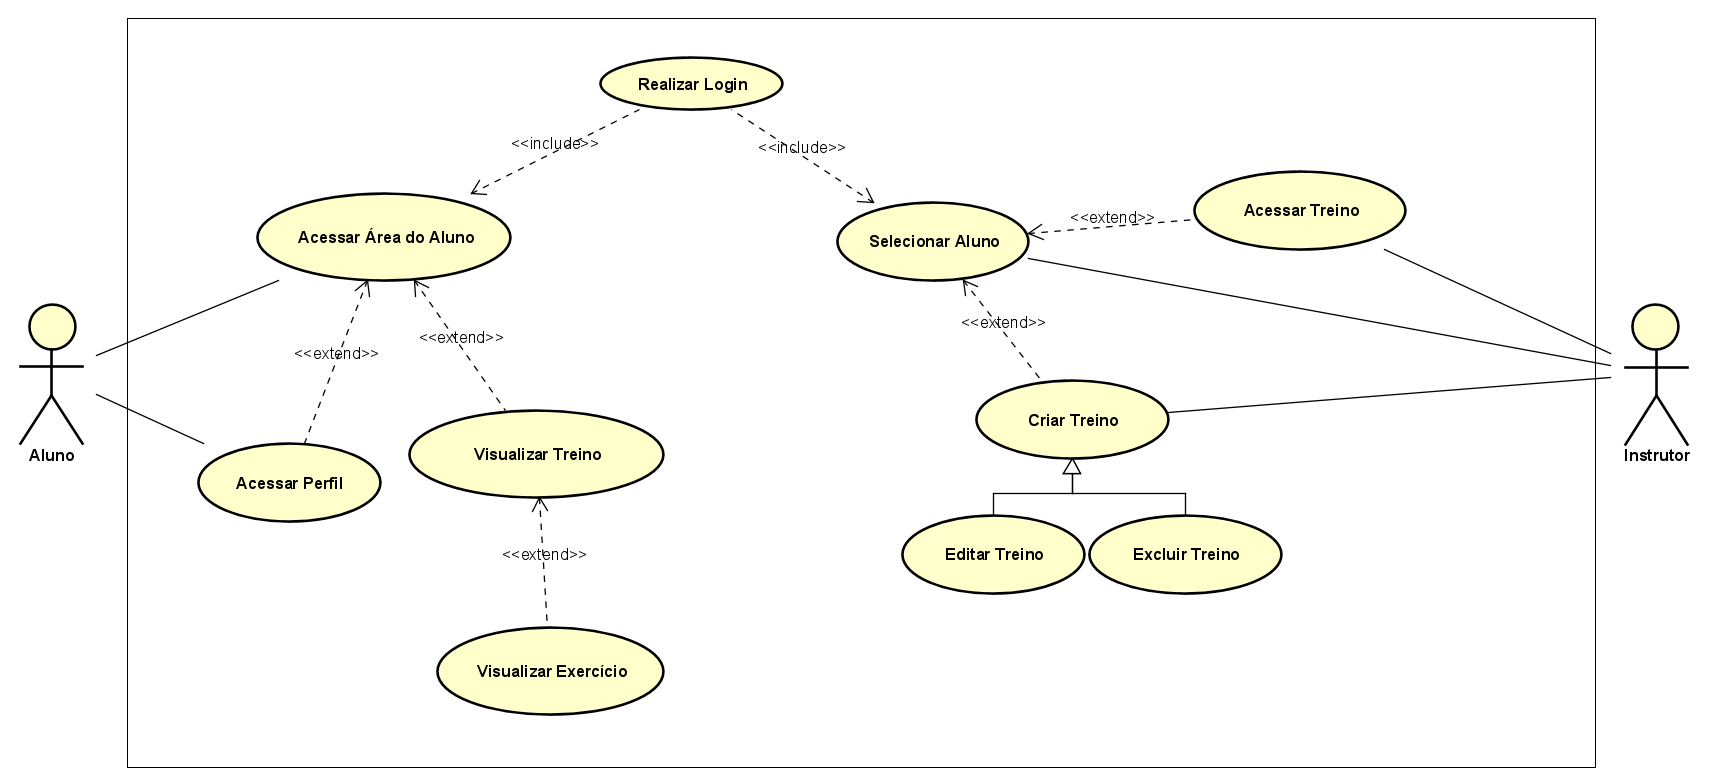 Realizar Login
<<include>>
<<include>>
Acessar Área do Aluno
Selecionar Aluno
<<extend>>
Acessar Treino
<<extend>>
<<extend>>
<<extend>>
Criar Treino
Aluno
Instrutor
Visualizar Treino
Acessar Perfil
<<extend>>
Editar Treino
Excluir Treino
Visualizar Exercício